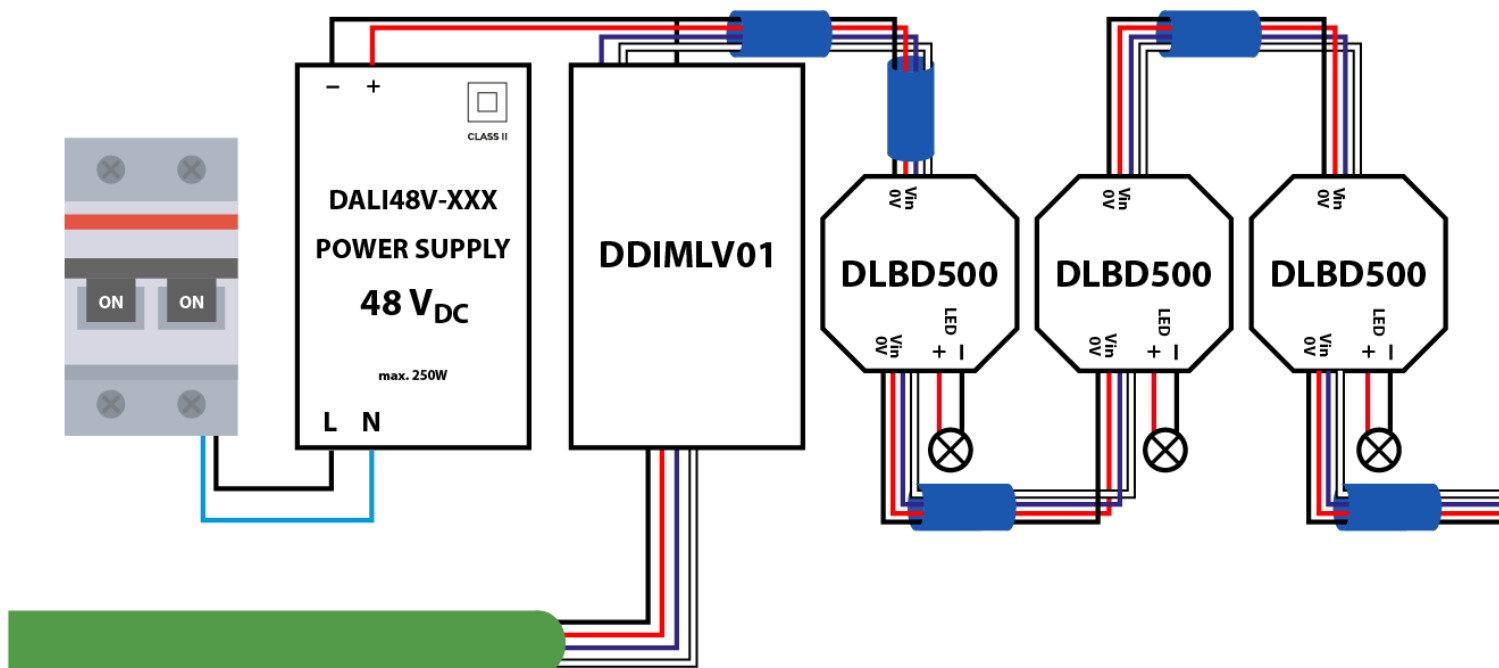 − +
CLASS II
DALI48V-XXX
POWER SUPPLY
48 VDC
max. 250W
L N
ON ON
DDIMLV01
0V Vin
DLBD500
0V Vin LED
+ −
0V Vin
DLBD500
0V Vin LED
+ −
0V Vin
DLBD500
0V Vin LED
+ −